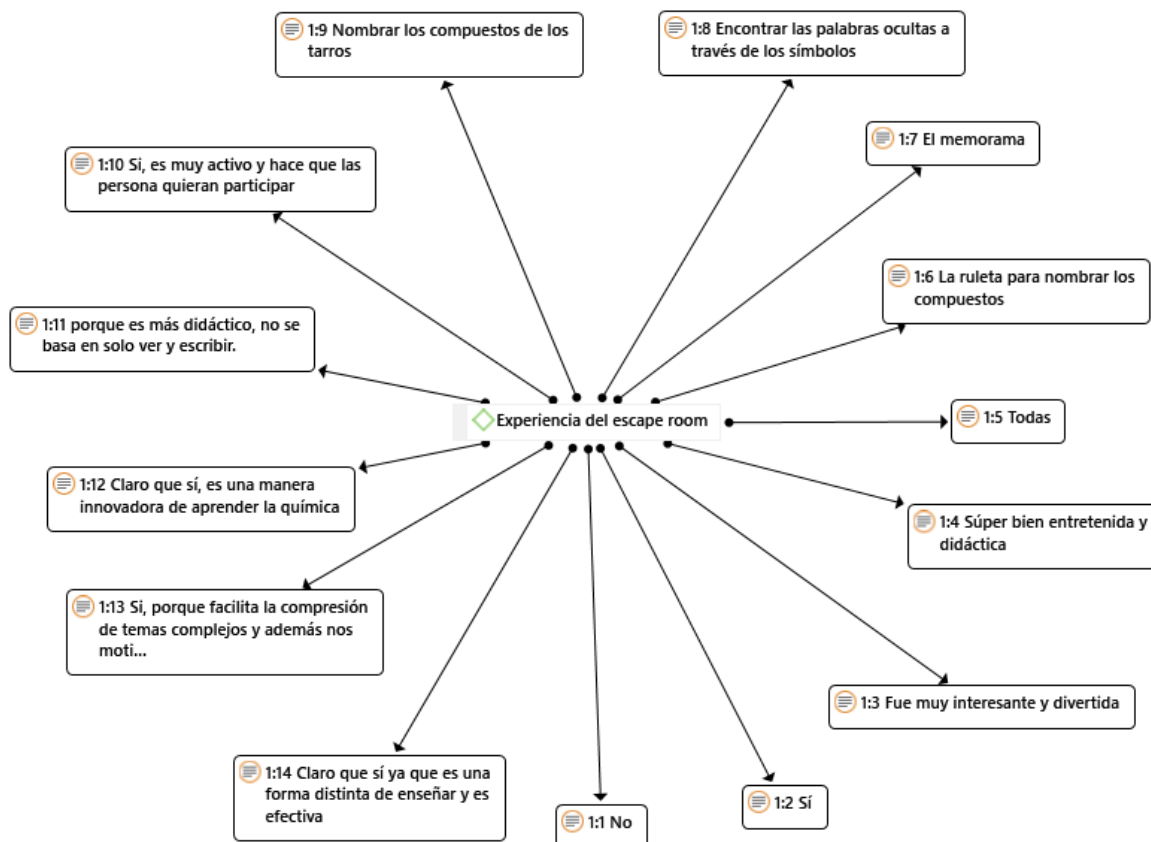 1:9 Nombrar los compuestos de los
tarros
1:8 Encontrar las palabras ocultas a
través de los símbolos
1:7 El memorama
1:10 Si, es muy activo y hace que las
persona quieran participar
1:6 La ruleta para nombrar los
compuestos
1:11 porque es más didáctico, no se
basa en solo ver y escribir.
Experiencia del escape room
1:5 Todas
1:12 Claro que sí, es una manera
innovadora de aprender la química
1:4 Súper bien entretenida y
didáctica
1:13 Si, porque facilita la compresión
de temas complejos y además nos
moti...
1:3 Fue muy interesante y divertida
1:14 Claro que sí ya que es una
forma distinta de enseñar y es
efectiva
1:2 Sí
1:1 No